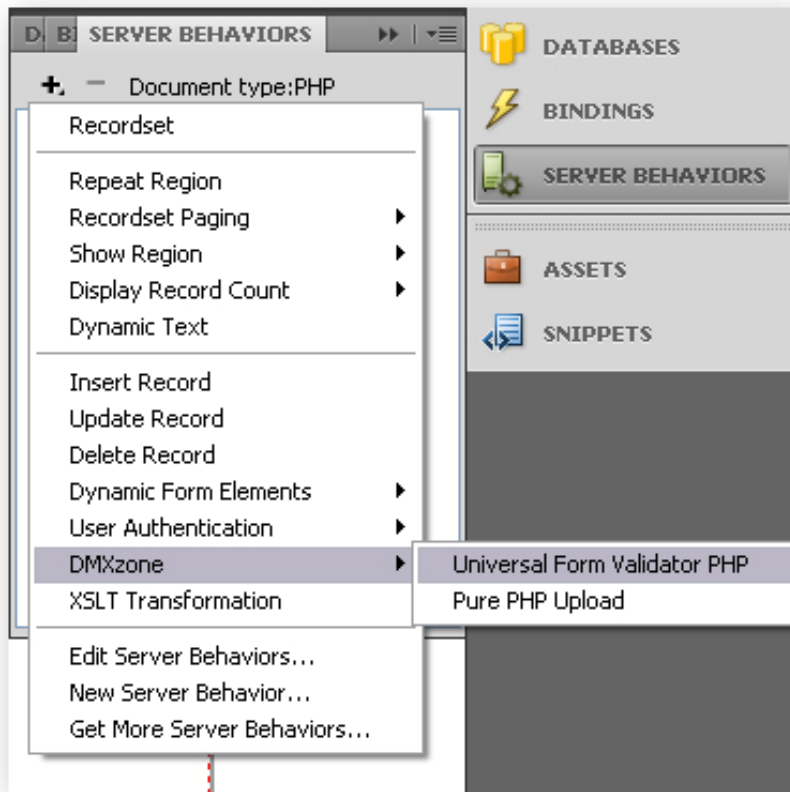 D. B SERVER BEHAVIORS
Document type:PHP
Recordset
Repeat Region
Recordset Paging
Show Region
Display Record Count
Dynamic Text
Insert Record
Update Record
Delete Record
Dynamic Form Elements
User Authentication
DMXzone
XSLT Transformation
Edit Server Behaviors...
New Server Behavior...
Get More Server Behaviors...
Universal Form Validator PHP
Pure PHP Upload
DATABASES
BINDINGS
SERVER BEHAVIORS
ASSETS
SNIPPETS